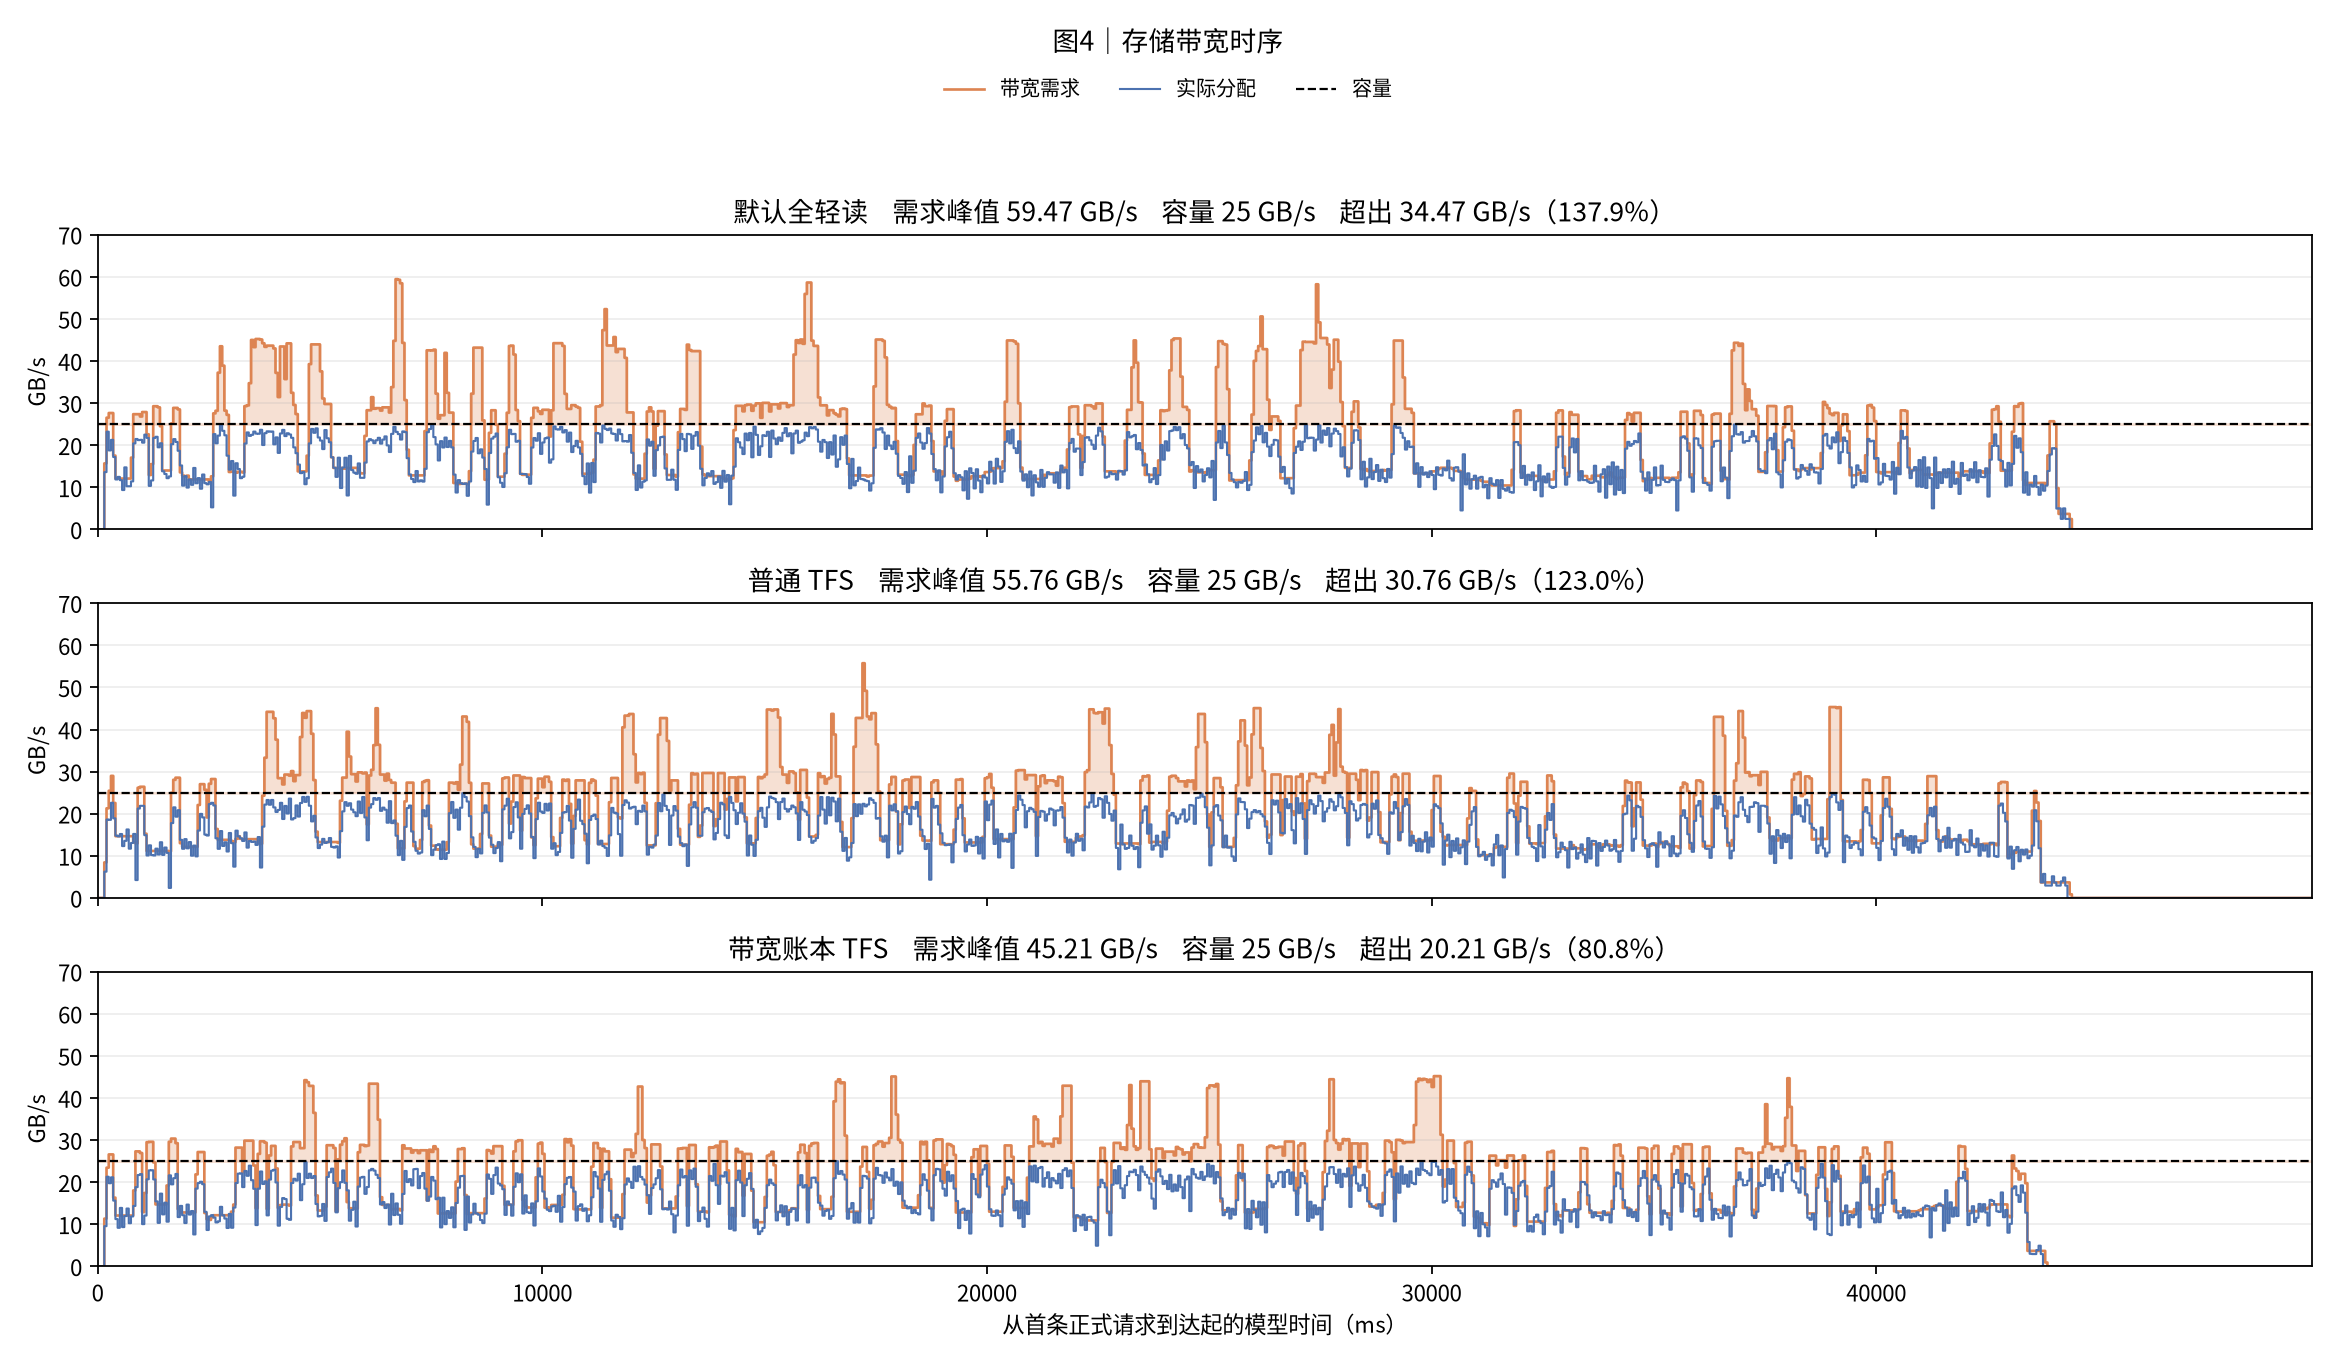 图4｜存储带宽时序
带宽需求 实际分配 容量
默认全轻读 需求峰值 59.47 GB/s 容量 25 GB/s 超出 34.47 GB/s（137.9%）
70
60
50
40
30
20
10
0
GB/s
普通 TFS 需求峰值 55.76 GB/s 容量 25 GB/s 超出 30.76 GB/s（123.0%）
70
60
50
40
30
20
10
0
GB/s
带宽账本 TFS 需求峰值 45.21 GB/s 容量 25 GB/s 超出 20.21 GB/s（80.8%）
70
60
50
40
30
20
10
0
GB/s
0 10000 20000 30000 40000
从首条正式请求到达起的模型时间（ms）